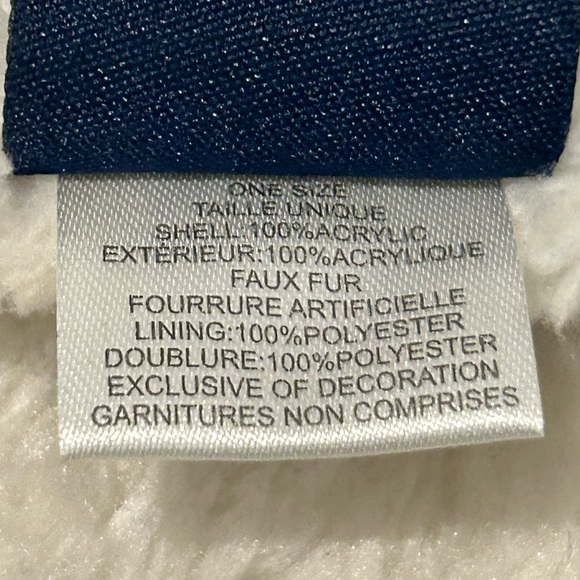 ONE SIZE
TAILLE UNIQUE
SHELL:100%ACRYLIC
EXTÉRIEUR:100%ACRYLIQUE
FAUX FUR
FOURRURE ARTIFICIELLE
LINING:100%POLYESTER
DOUBLURE:100%POLYESTER
EXCLUSIVE OF DECORATION
GARNITURES NON COMPRISES